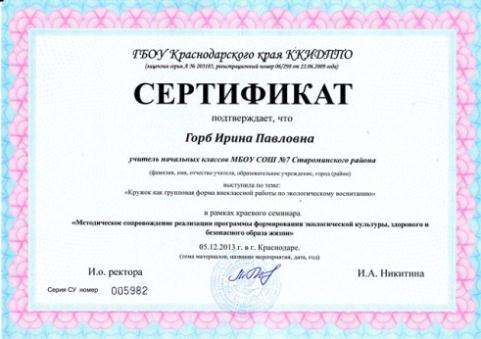 ГБОУ Краснодарского края ККИДППО
(лицензия серия А № 203185, регистрационный номер 06/298 от 22.06.2009 года)
СЕРТИФИКАТ
подтверждает, что
Горб Ирина Павловна
учитель начальных классов МБОУ СОШ №7 Староминского района
(фамилия, имя, отчество учителя, образовательное учреждение, город (район)
выступила по теме:
«Кружок как групповая форма внеклассной работы по экологическому воспитанию»
в рамках краевого семинара
«Методическое сопровождение реализации программы формирования экологической культуры, здорового и
безопасного образа жизни»
05.12.2013 г. в г. Краснодаре.
(тема материалов, название мероприятия, дата, год)
И.о. ректора И.А. Никитина
Серия СУ номер 005982